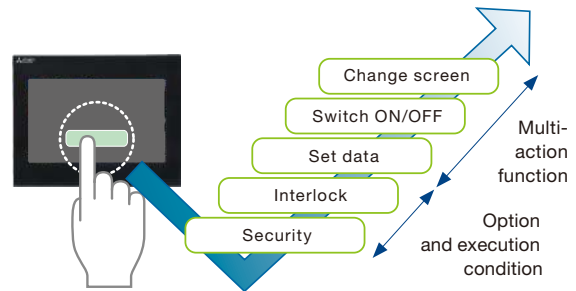 Change screen
Switch ON/OFF
Set data
Interlock
Security
Multi-
action
function
Option
and execution
condition